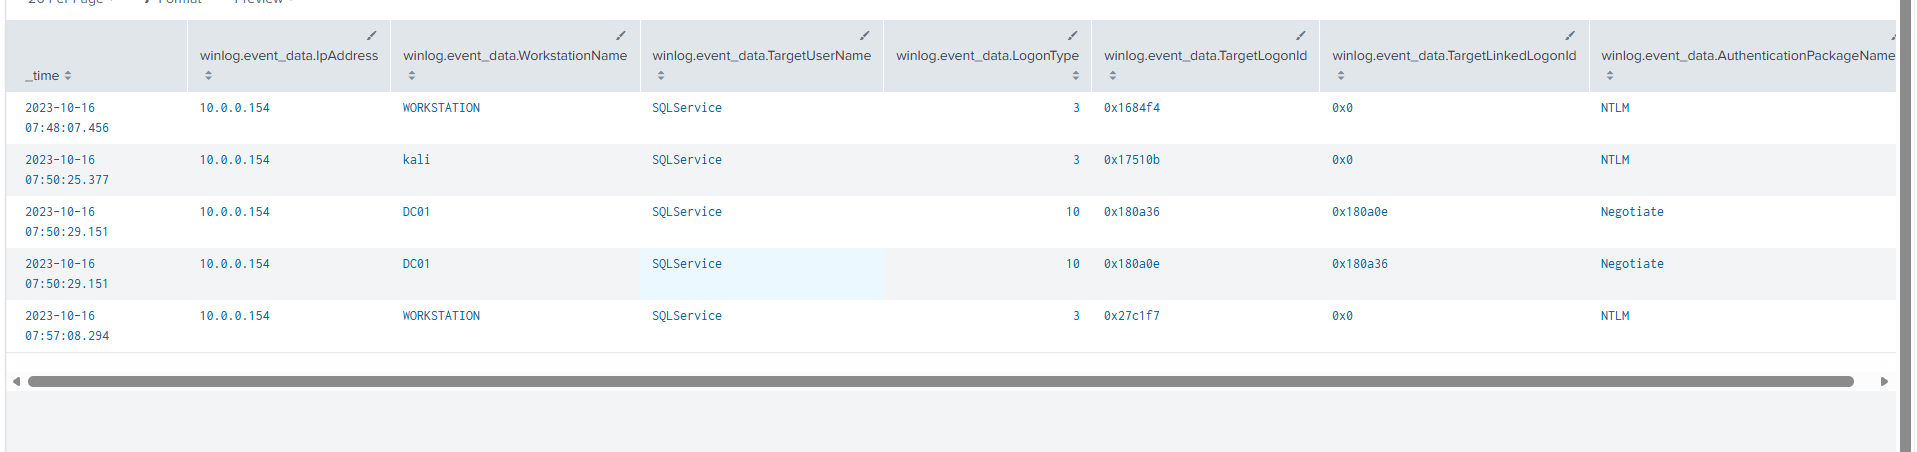 20 Per Page Format Preview
_time winlog.event_data.IpAddress winlog.event_data.WorkstationName winlog.event_data.TargetUserName winlog.event_data.LogonType winlog.event_data.TargetLogonId winlog.event_data.TargetLinkedLogonId winlog.event_data.AuthenticationPackageName
2023-10-16 10.0.0.154 WORKSTATION SQLService 3 0x1684f4 0x0 NTLM
07:48:07.456
2023-10-16 10.0.0.154 kali SQLService 3 0x17510b 0x0 NTLM
07:50:25.377
2023-10-16 10.0.0.154 DC01 SQLService 10 0x180a36 0x180a0e Negotiate
07:50:29.151
2023-10-16 10.0.0.154 DC01 SQLService 10 0x180a0e 0x180a36 Negotiate
07:50:29.151
2023-10-16 10.0.0.154 WORKSTATION SQLService 3 0x27c1f7 0x0 NTLM
07:57:08.294